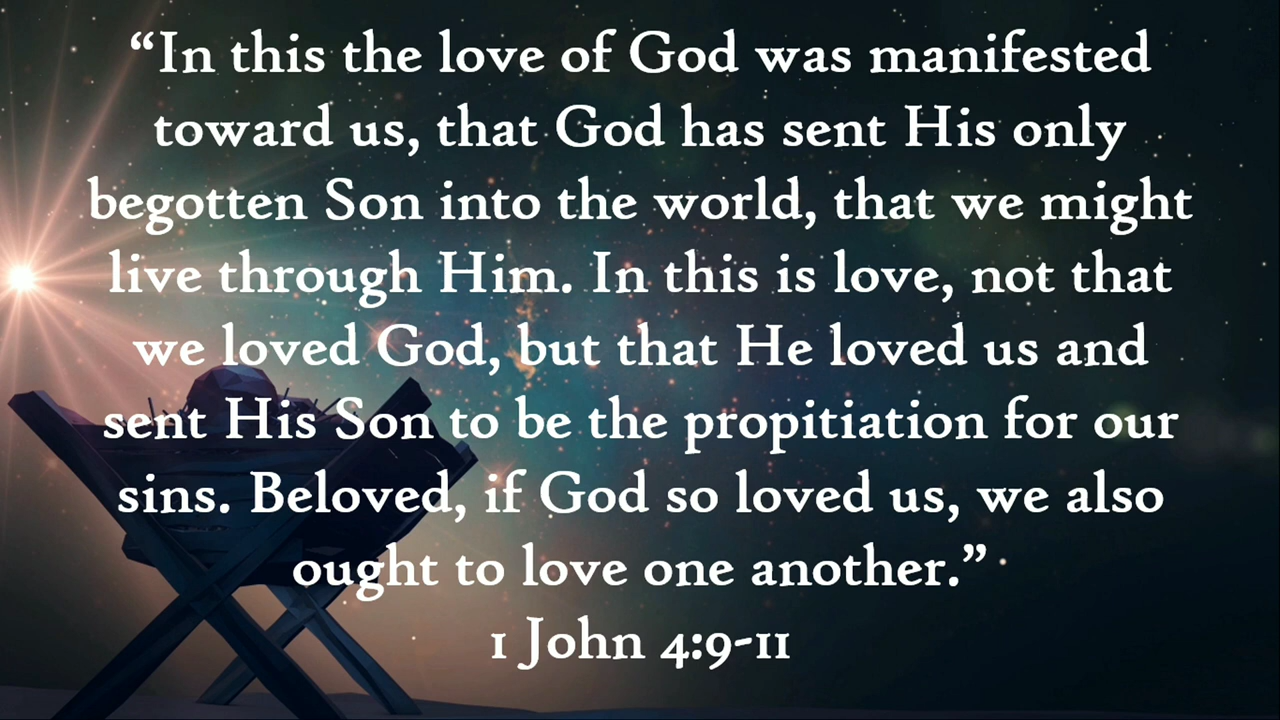 “In this the love of God was manifested
toward us, that God has sent His only
begotten Son into the world, that we might
live through Him. In this is love, not that
we loved God, but that He loved us and
sent His Son to be the propitiation for our
sins. Beloved, if God so loved us, we also
ought to love one another.”
1 John 4:9-11